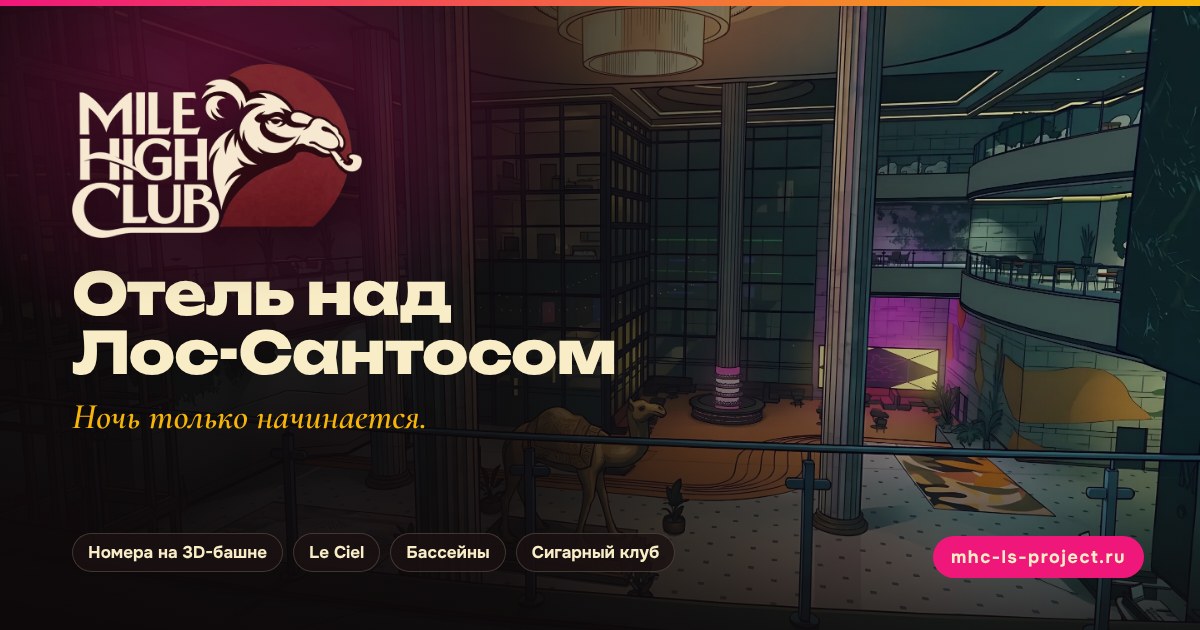 MILE
HIGH
CLUB
Отель над
Лос-Сантосом
Ночь только начинается.
Номера на 3D-башне
Le Ciel
Бассейны
Сигарный клуб
mhc-ls-project.ru